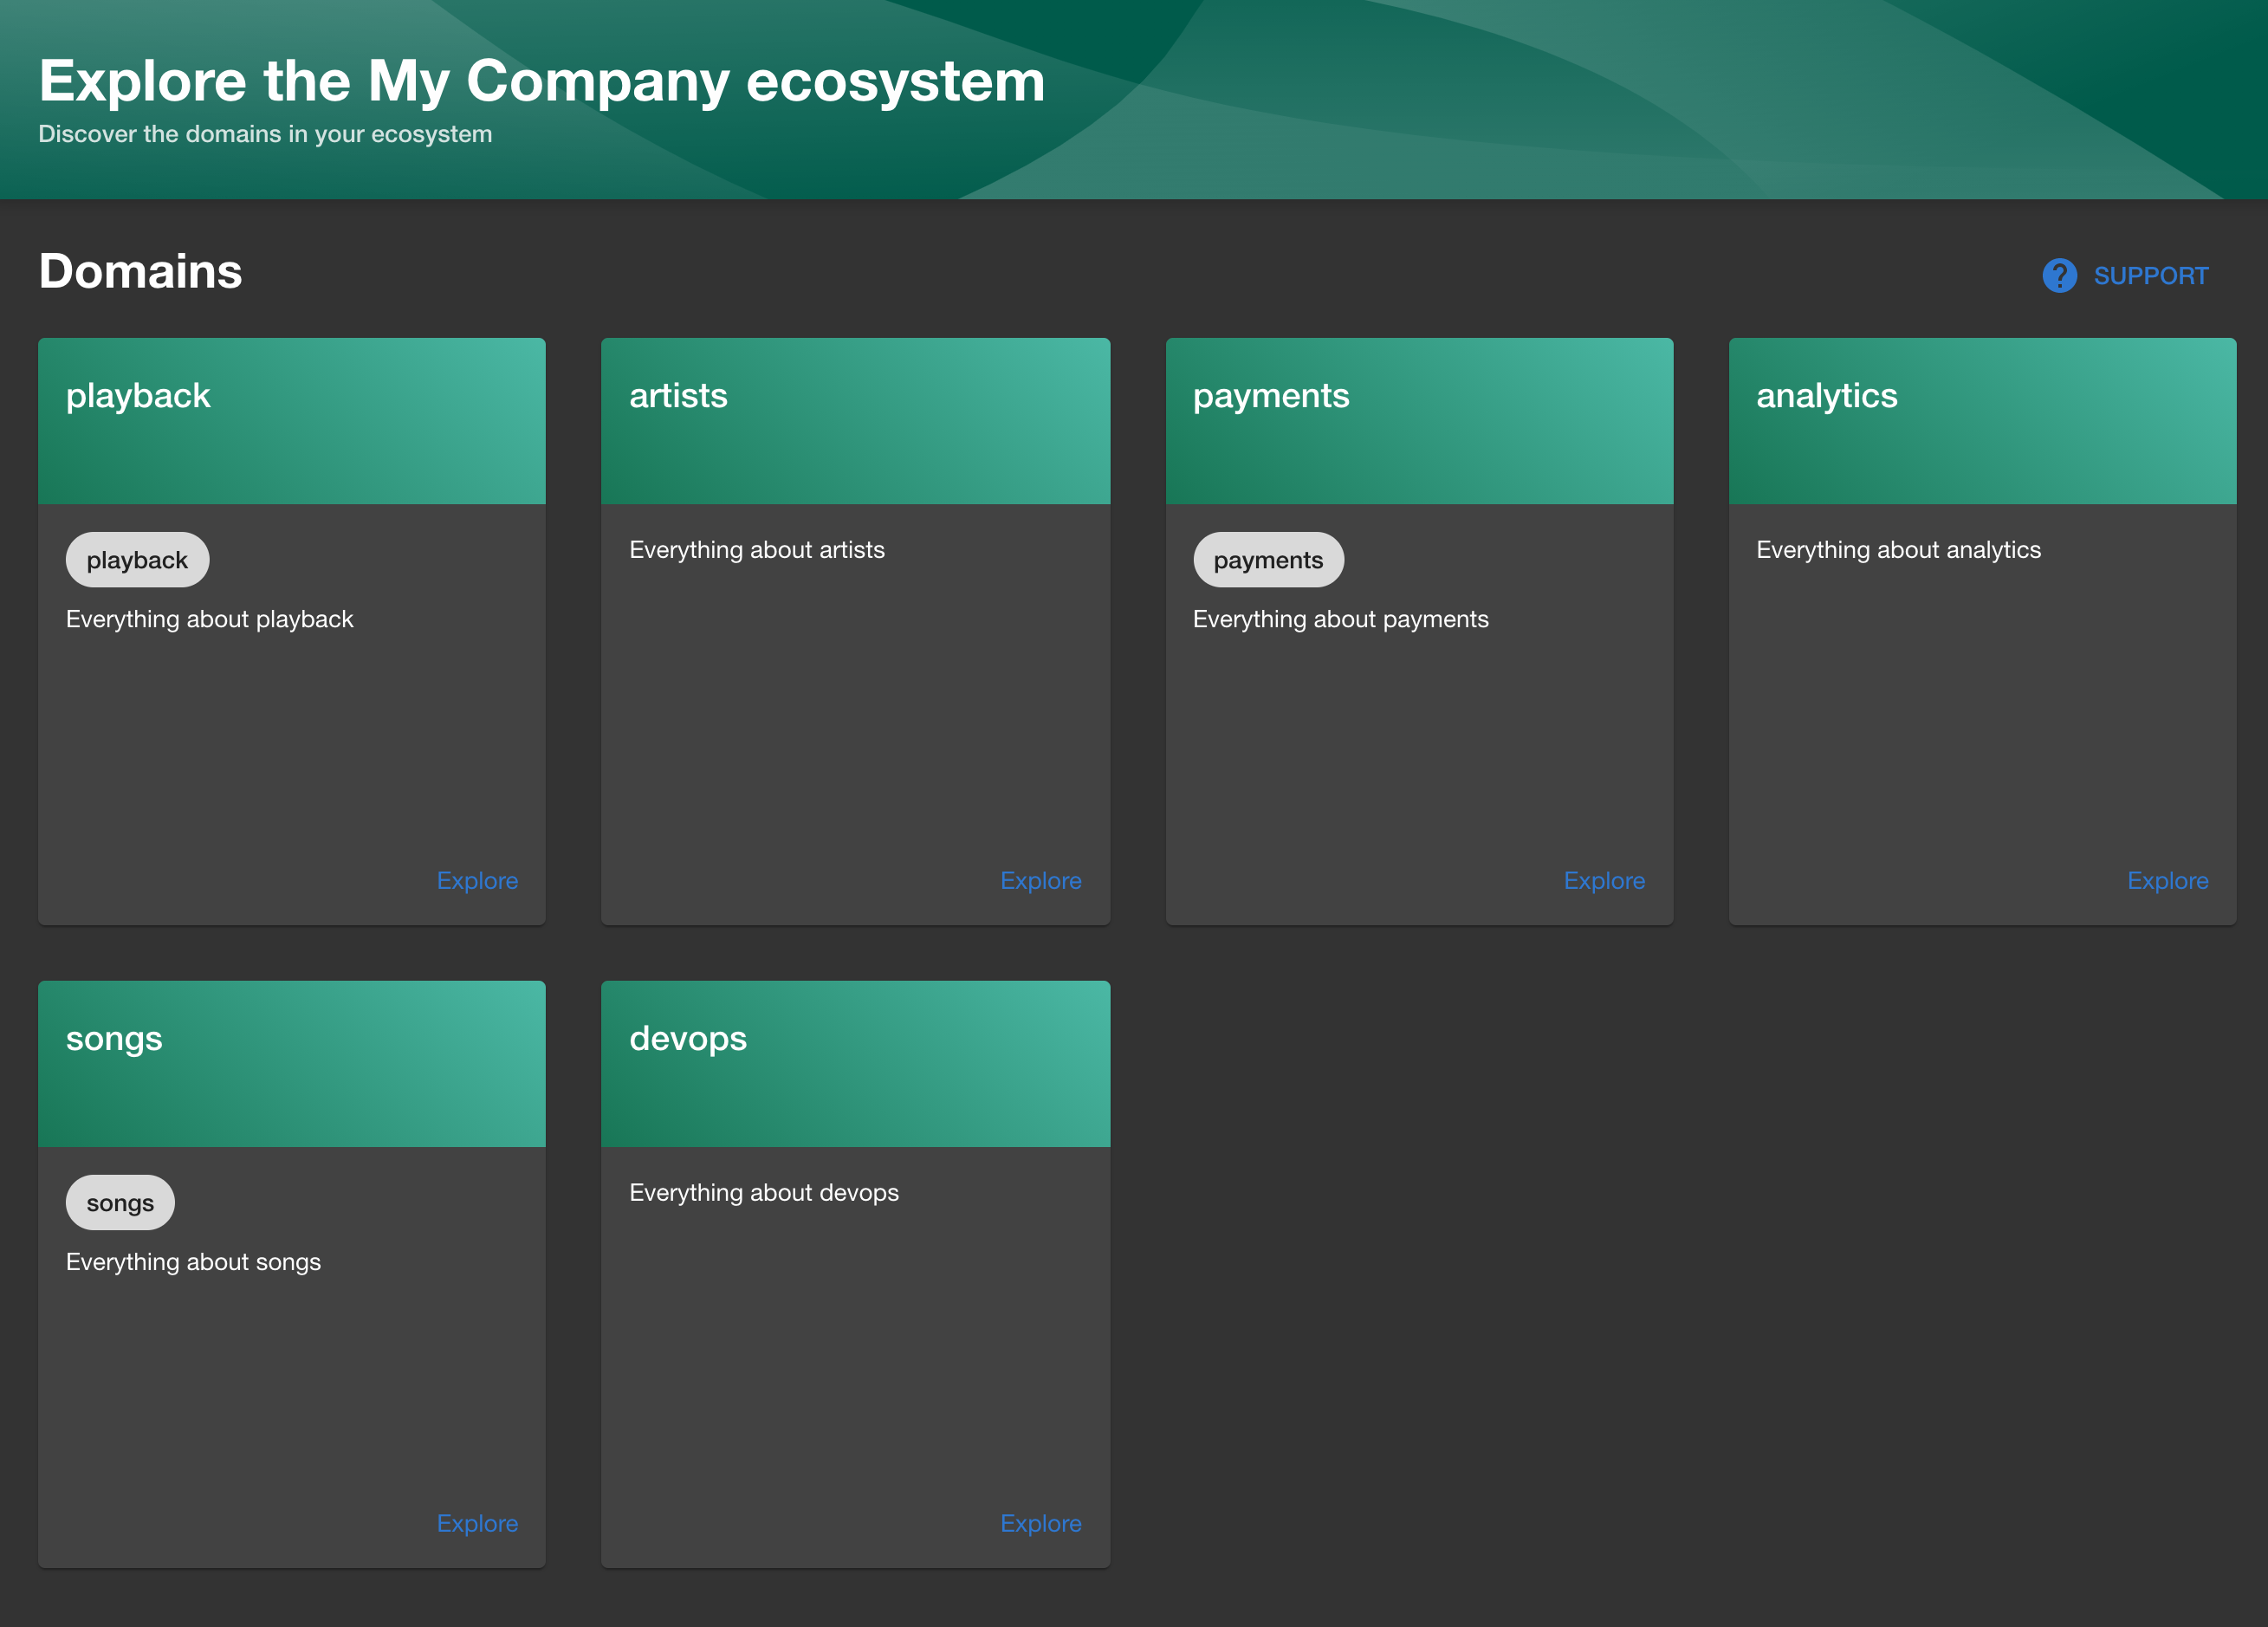 Explore the My Company ecosystem
Discover the domains in your ecosystem
Domains
SUPPORT
playback
playback
Everything about playback
Explore
artists
Everything about artists
Explore
payments
payments
Everything about payments
Explore
analytics
Everything about analytics
Explore
songs
songs
Everything about songs
Explore
devops
Everything about devops
Explore